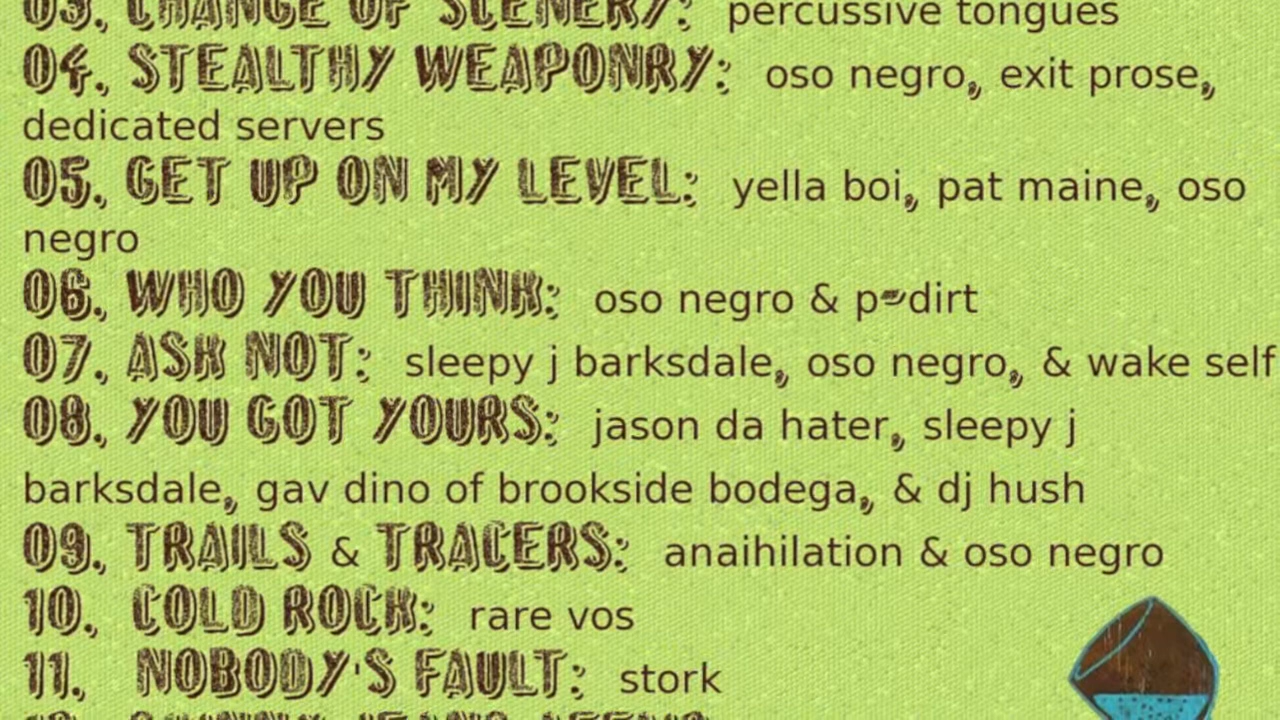 03. CHANGE OF SCENERY: percussive tongues
04. STEALTHY WEAPONRY: oso negro, exit prose,
dedicated servers
05. GET UP ON MY LEVEL: yella boi, pat maine, oso
negro
06. WHO YOU THINK: oso negro & p-dirt
07. ASK NOT: sleepy j barksdale, oso negro, & wake self
08. YOU GOT YOURS: jason da hater, sleepy j
barksdale, gav dino of brookside bodega, & dj hush
09. TRAILS & TRACERS: anaihilation & oso negro
10. COLD ROCK: rare vos
11. NOBODY'S FAULT: stork